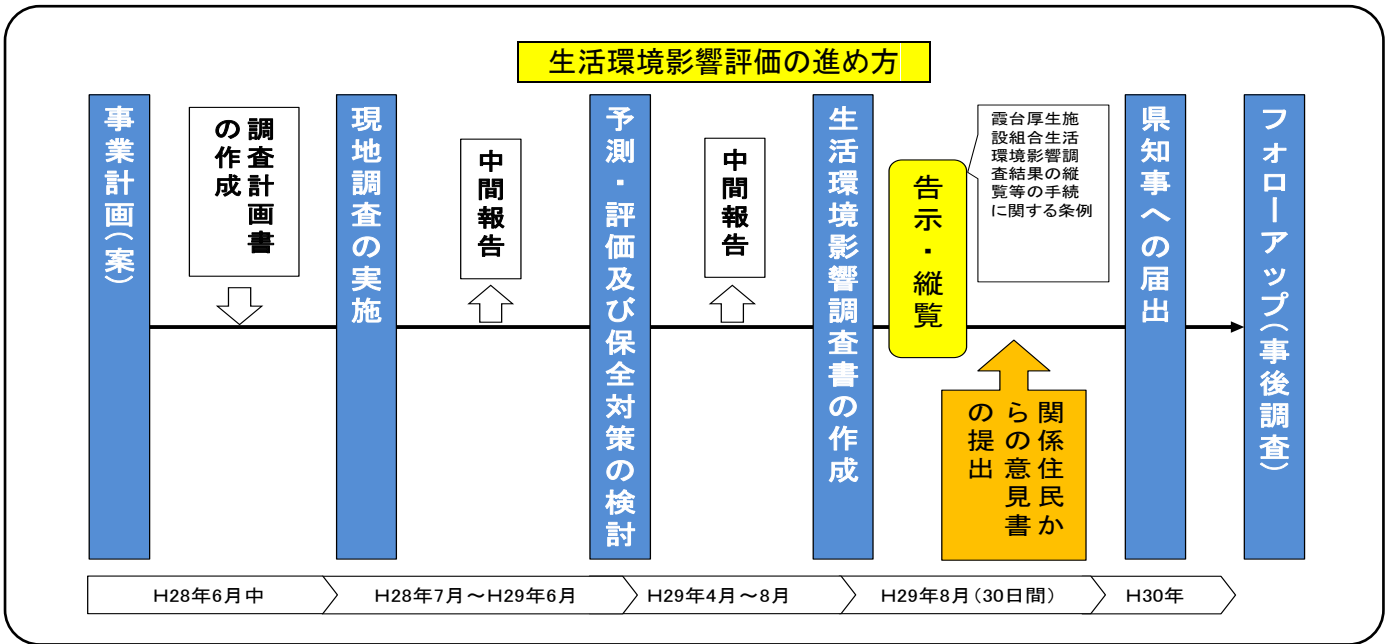 生活環境影響評価の進め方
事業計画（案）
調査計画書
の作成
現地調査の実施
中間報告
予測・評価及び保全対策の検討
中間報告
生活環境影響調査書の作成
告示・縦覧
霞台厚生施
設組合生活
環境影響調
査結果の縦
覧等の手続
に関する条例
関係住民か
らの意見書
の提出
県知事への届出
フォローアップ（事後調査）
H28年6月中
H28年7月～H29年6月
H29年4月～8月
H29年8月（30日間）
H30年